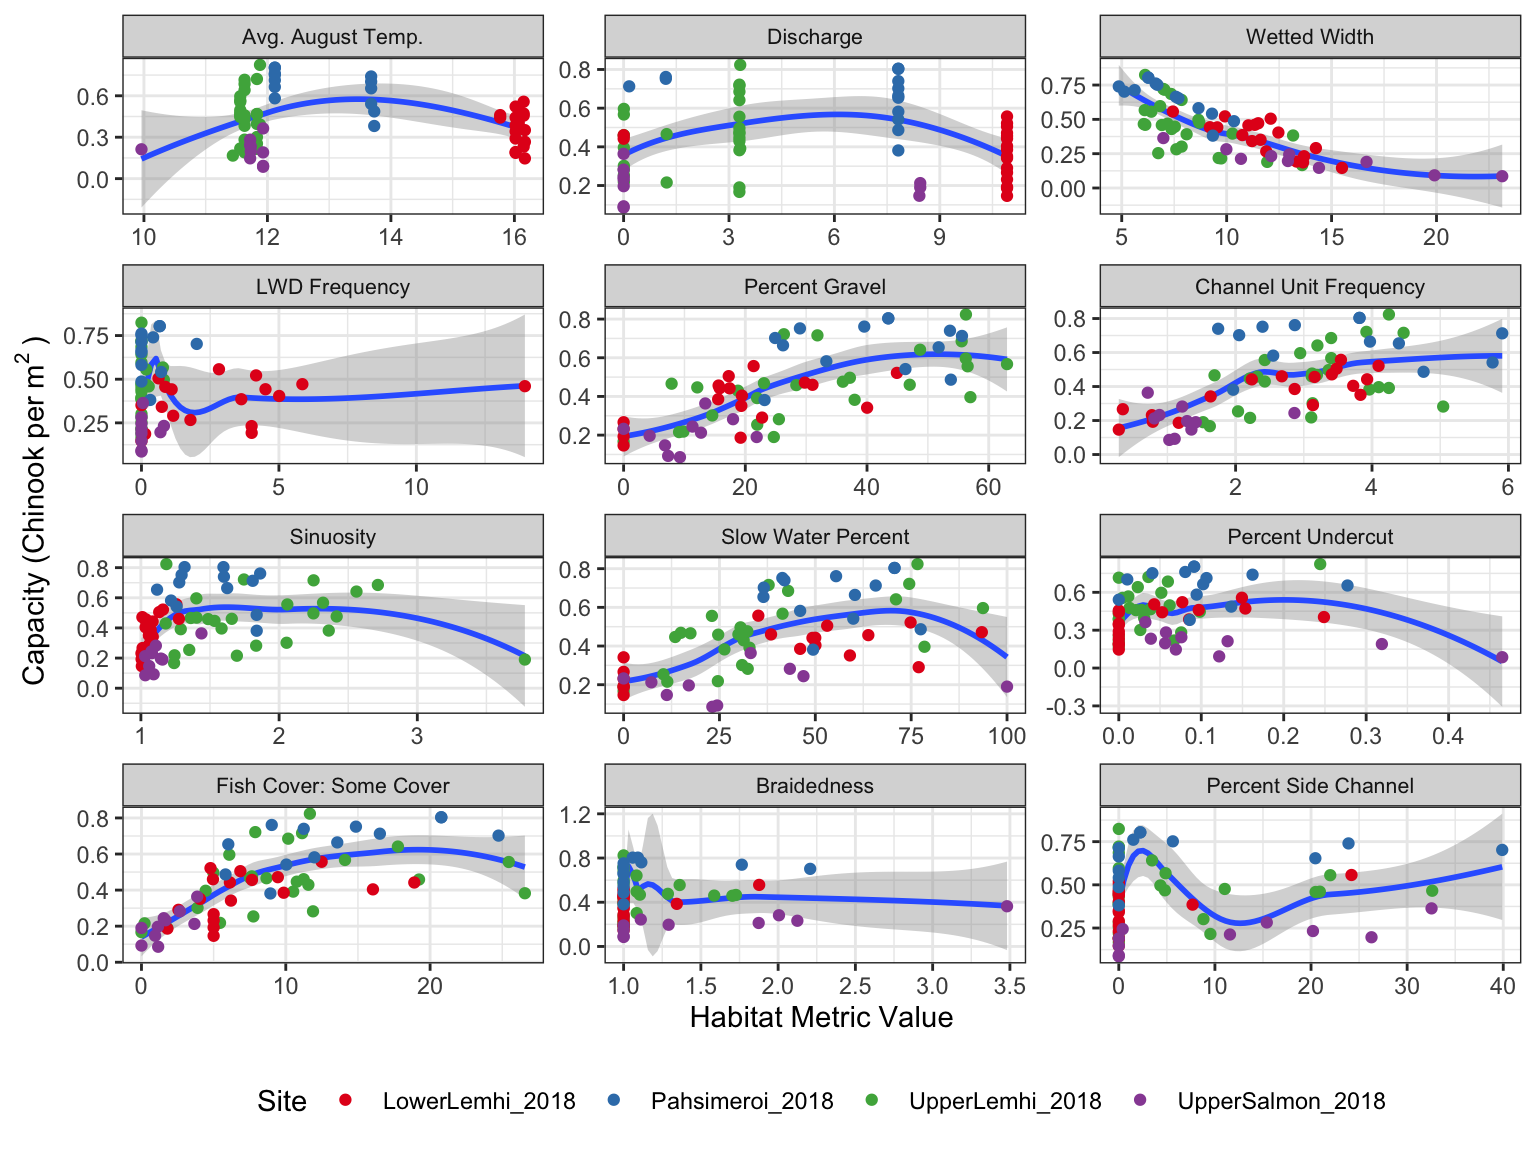 Avg. August Temp.
Discharge
Wetted Width
0.6
0.3
0.0
10 12 14 16
0.8
0.6
0.4
0.2
0 3 6 9
0.75
0.50
0.25
0.00
5 10 15 20
LWD Frequency
Percent Gravel
Channel Unit Frequency
0.75
0.50
0.25
0 5 10
0.8
0.6
0.4
0.2
0 20 40 60
0.8
0.6
0.4
0.2
0.0
2 4 6
Sinuosity
Slow Water Percent
Percent Undercut
0.8
0.6
0.4
0.2
0.0
1 2 3
0.8
0.6
0.4
0.2
0 25 50 75 100
0.6
0.3
0.0
-0.3
0.0 0.1 0.2 0.3 0.4
Fish Cover: Some Cover
Braidedness
Percent Side Channel
0.8
0.6
0.4
0.2
0.0
0 10 20
1.2
0.8
0.4
0.0
1.0 1.5 2.0 2.5 3.0 3.5
0.75
0.50
0.25
0 10 20 30 40
Capacity (Chinook per m² )
Habitat Metric Value
Site LowerLemhi_2018 Pahsimeroi_2018 UpperLemhi_2018 UpperSalmon_2018